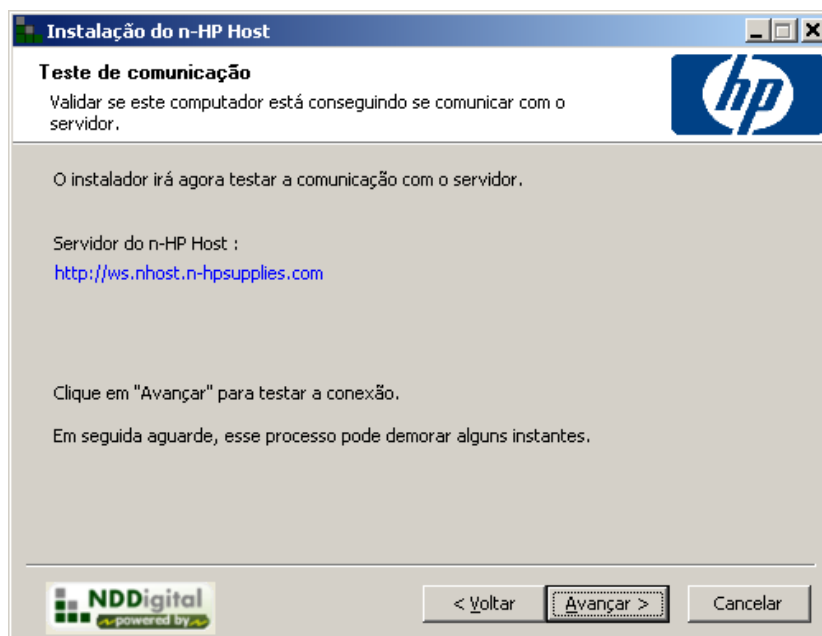 Instalação do n-HP Host
Teste de comunicação
Validar se este computador está conseguindo se comunicar com o
servidor.
hp
O instalador irá agora testar a comunicação com o servidor.
Servidor do n-HP Host :
http://ws.nhost.n-hpsupplies.com
Clique em "Avançar" para testar a conexão.
Em seguida aguarde, esse processo pode demorar alguns instantes.
NDDigital
powered by
< Voltar
Avançar >
Cancelar